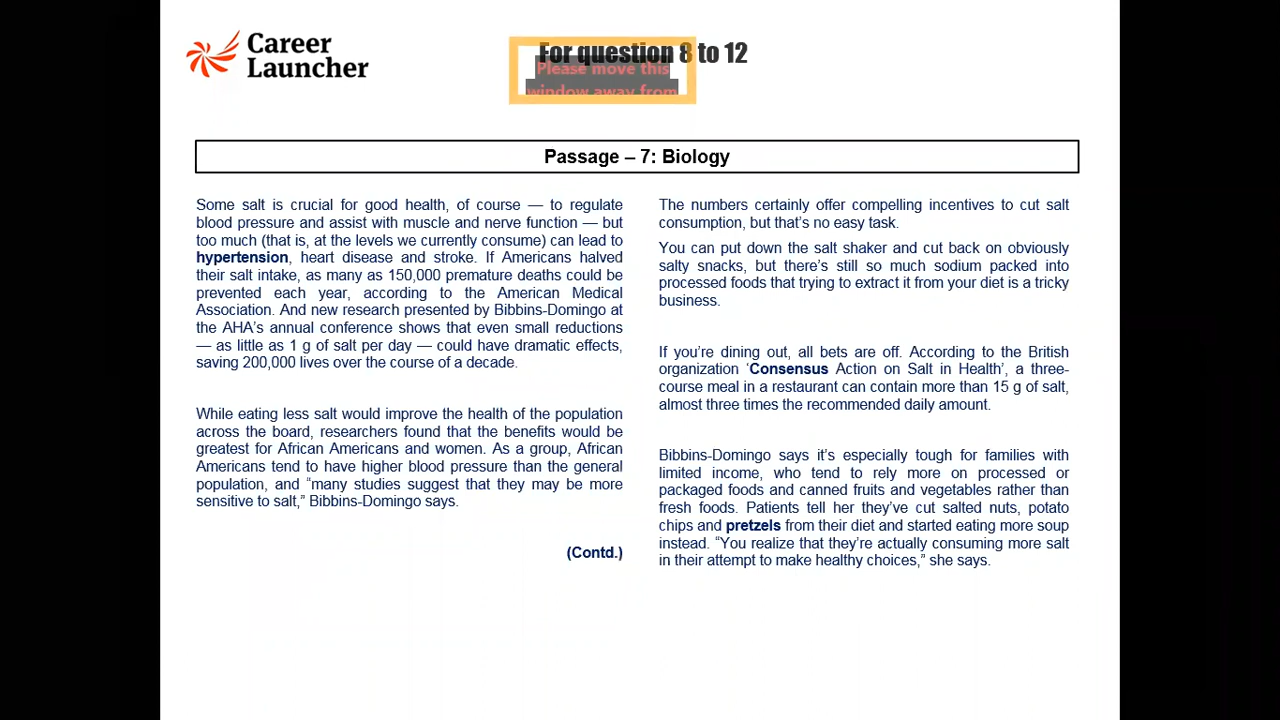 Career
Launcher
For question 8 to 12
Please move this
window away from
Passage – 7: Biology
Some salt is crucial for good health, of course — to regulate
blood pressure and assist with muscle and nerve function — but
too much (that is, at the levels we currently consume) can lead to
hypertension, heart disease and stroke. If Americans halved
their salt intake, as many as 150,000 premature deaths could be
prevented each year, according to the American Medical
Association. And new research presented by Bibbins-Domingo at
the AHA’s annual conference shows that even small reductions
— as little as 1 g of salt per day — could have dramatic effects,
saving 200,000 lives over the course of a decade.
While eating less salt would improve the health of the population
across the board, researchers found that the benefits would be
greatest for African Americans and women. As a group, African
Americans tend to have higher blood pressure than the general
population, and “many studies suggest that they may be more
sensitive to salt,” Bibbins-Domingo says.
(Contd.)
The numbers certainly offer compelling incentives to cut salt
consumption, but that’s no easy task.
You can put down the salt shaker and cut back on obviously
salty snacks, but there’s still so much sodium packed into
processed foods that trying to extract it from your diet is a tricky
business.
If you’re dining out, all bets are off. According to the British
organization ‘Consensus Action on Salt in Health’, a three-
course meal in a restaurant can contain more than 15 g of salt,
almost three times the recommended daily amount.
Bibbins-Domingo says it’s especially tough for families with
limited income, who tend to rely more on processed or
packaged foods and canned fruits and vegetables rather than
fresh foods. Patients tell her they’ve cut salted nuts, potato
chips and pretzels from their diet and started eating more soup
instead. “You realize that they’re actually consuming more salt
in their attempt to make healthy choices,” she says.